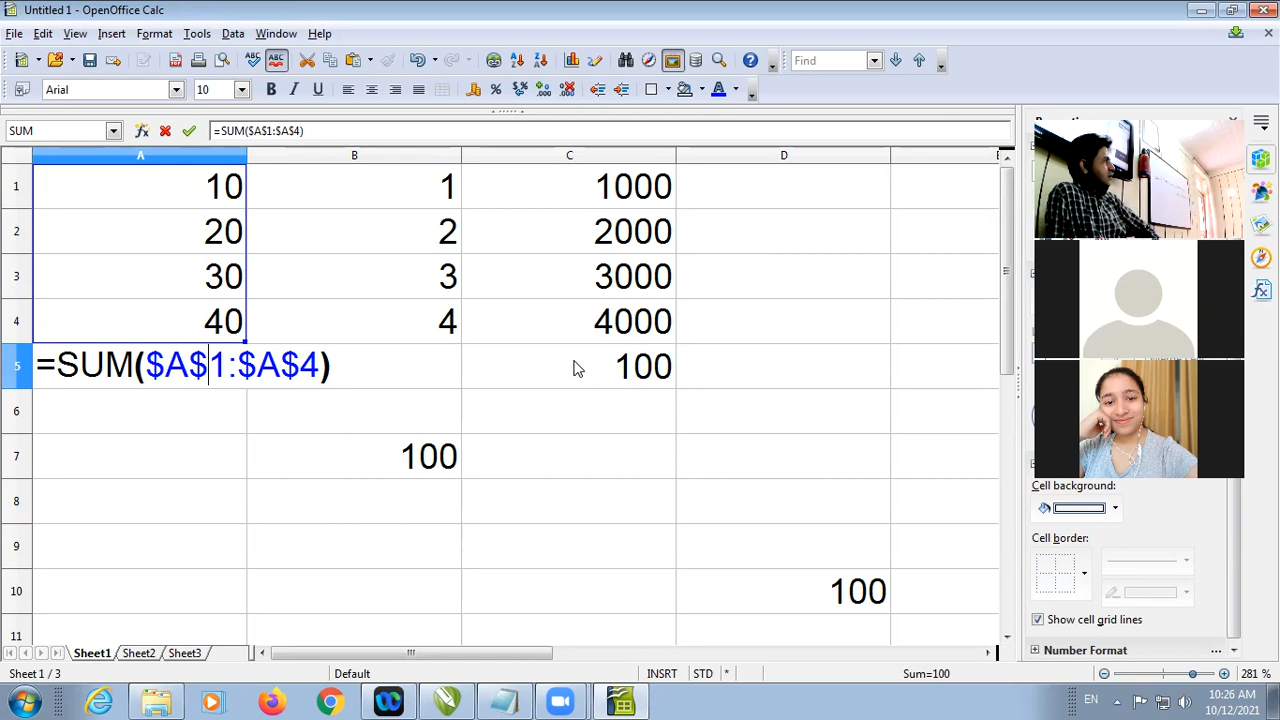 Untitled 1 - OpenOffice Calc
File Edit View Insert Format Tools Data Window Help
Find
Arial 10
SUM =SUM($A$1:$A$4)
A B C D
1 10 1 1000
2 20 2 2000
3 30 3 3000
4 40 4 4000
5 =SUM($A$1:$A$4) 100
6
7 100
8
9
10 100
11
Cell background:
Cell border:
Show cell grid lines
Number Format ...
Sheet1 Sheet2 Sheet3
Sheet 1 / 3 Default INSRT STD * Sum=100 281 %
EN 10:26 AM
10/12/2021